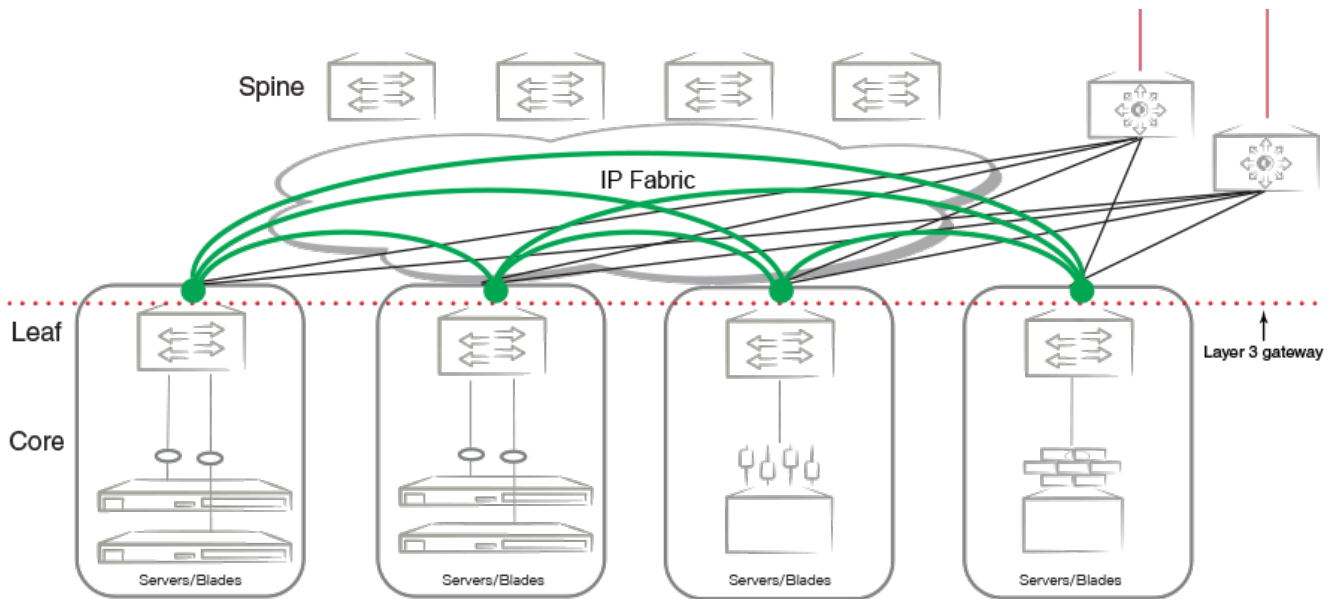 Spine
IP Fabric
Leaf
Layer 3 gateway
Core
Servers/Blades
Servers/Blades
Servers/Blades
Servers/Blades